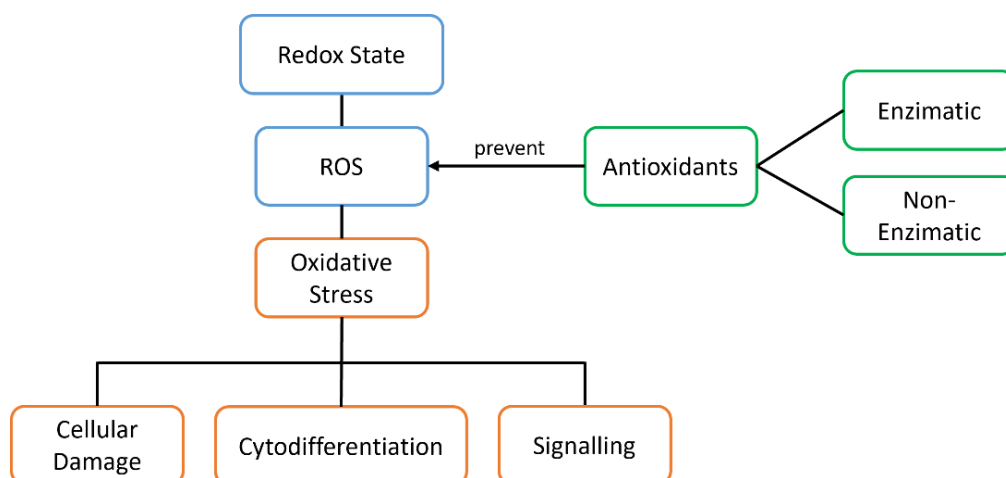 Redox State
ROS
prevent
Antioxidants
Enzimatic
Non-
Enzimatic
Oxidative
Stress
Cellular
Damage
Cytodifferentiation
Signalling